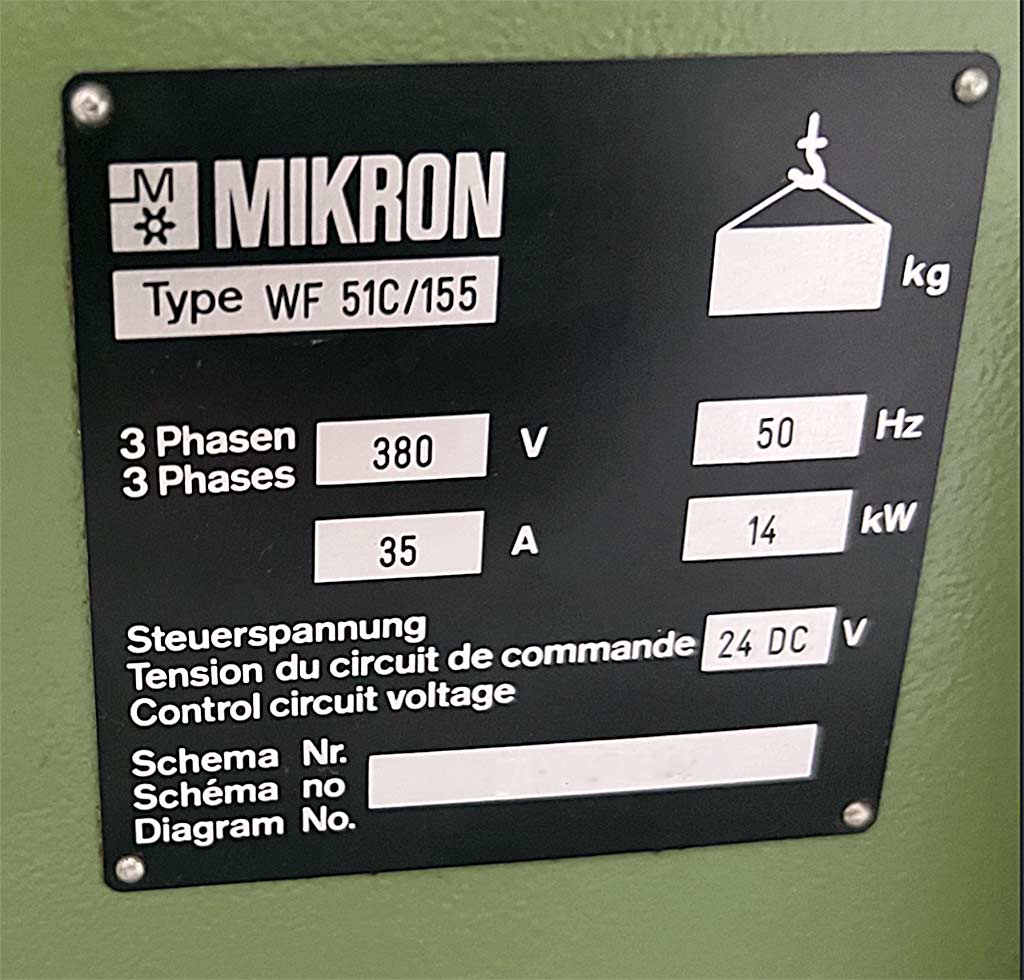 M MIKRON
Type WF 51C/155
kg
3 Phasen
3 Phases
380 V
50 Hz
35 A
14 kW
Steuerspannung
Tension du circuit de commande 24 DC V
Control circuit voltage
Schema Nr.
Schéma no
Diagram No.